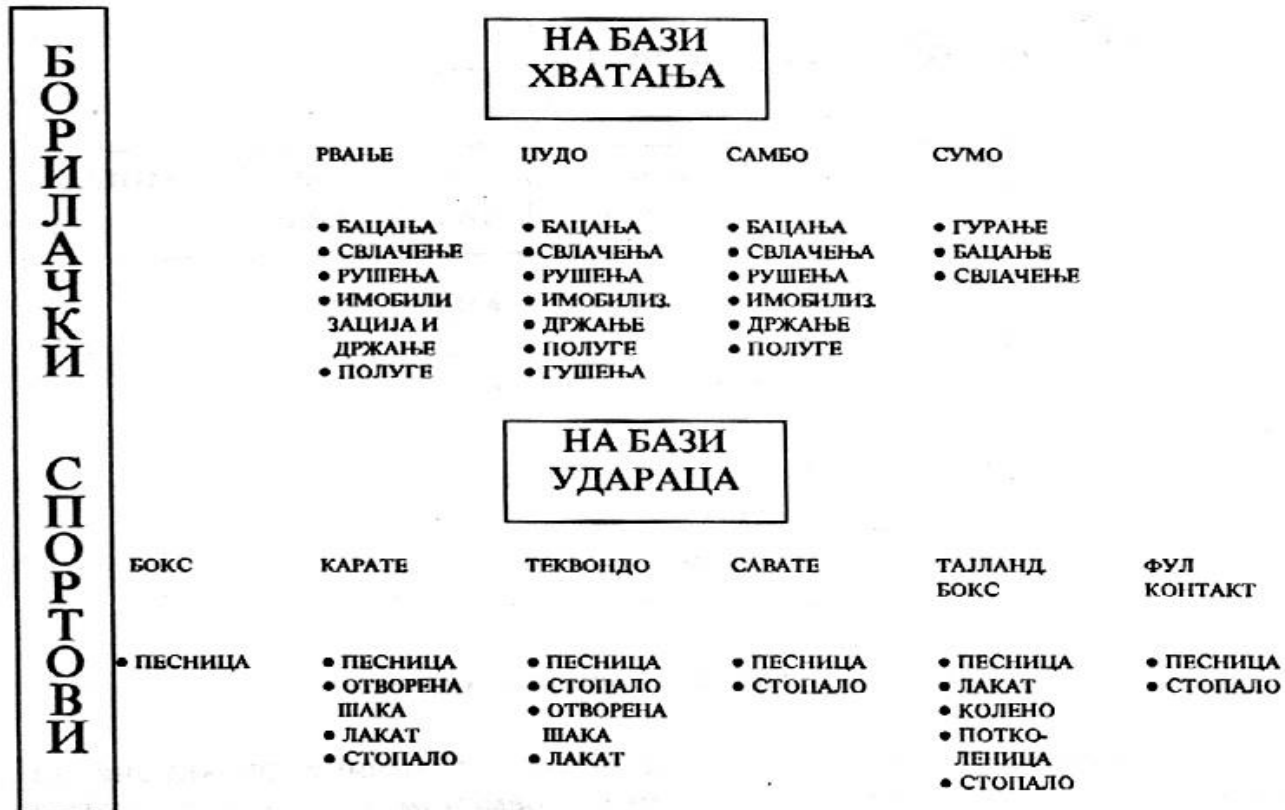 БОРИЛАЧКИ СПОРТОВИ
НА БАЗИ
ХВАТАЊА
РВАЊЕ
• БАЦАЊА
• СВЛАЧЕЊЕ
• РУШЕЊА
• ИМОБИЛИ
ЗАЦИЈА И
ДРЖАЊЕ
• ПОЛУГЕ
ЏУДО
• БАЦАЊА
• СВЛАЧЕЊА
• РУШЕЊА
• ИМОБИЛИЗ.
• ДРЖАЊЕ
• ПОЛУГЕ
• ГУШЕЊА
САМБО
• БАЦАЊА
• СВЛАЧЕЊА
• РУШЕЊА
• ИМОБИЛИЗ.
• ДРЖАЊЕ
• ПОЛУГЕ
СУМО
• ГУРАЊЕ
• БАЦАЊЕ
• СВЛАЧЕЊЕ
НА БАЗИ
УДАРАЦА
БОКС
• ПЕСНИЦА
КАРАТЕ
• ПЕСНИЦА
• ОТВОРЕНА
ШАКА
• ЛАКАТ
• СТОПАЛО
ТЕКВОНДО
• ПЕСНИЦА
• СТОПАЛО
• ОТВОРЕНА
ШАКА
• ЛАКАТ
САВАТЕ
• ПЕСНИЦА
• СТОПАЛО
ТАЈЛАНД.
БОКС
• ПЕСНИЦА
• ЛАКАТ
• КОЛЕНО
• ПОТКО-
ЛЕНИЦА
• СТОПАЛО
ФУЛ
КОНТАКТ
• ПЕСНИЦА
• СТОПАЛО